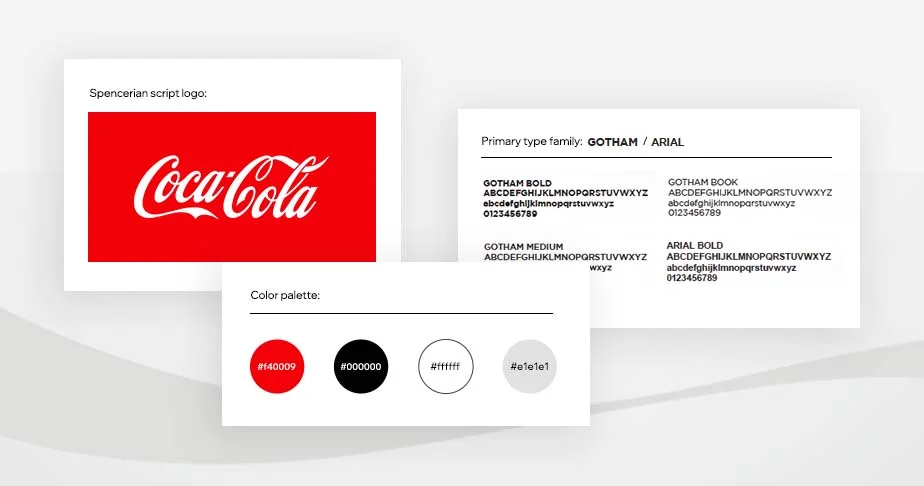 Spencerian script logo:
Coca-Cola
Primary type family: GOTHAM / ARIAL
GOTHAM BOLD
ABCDEFGHIJKLMNOPQRSTUVWXYZ
abcdefghijklmnopqrstuvwxyz
0123456789
GOTHAM BOOK
ABCDEFGHIJKLMNOPQRSTUVWXYZ
abcdefghijklmnopqrstuvwxyz
0123456789
GOTHAM MEDIUM
ABCDEFGHIJKLMNOPQRSTUVWXYZ
wxyz
ARIAL BOLD
ABCDEFGHIJKLMNOPQRSTUVWXYZ
abcdefghijklmnopqrstuvwxyz
0123456789
Color palette:
#f40009 #000000 #ffffff #e1e1e1